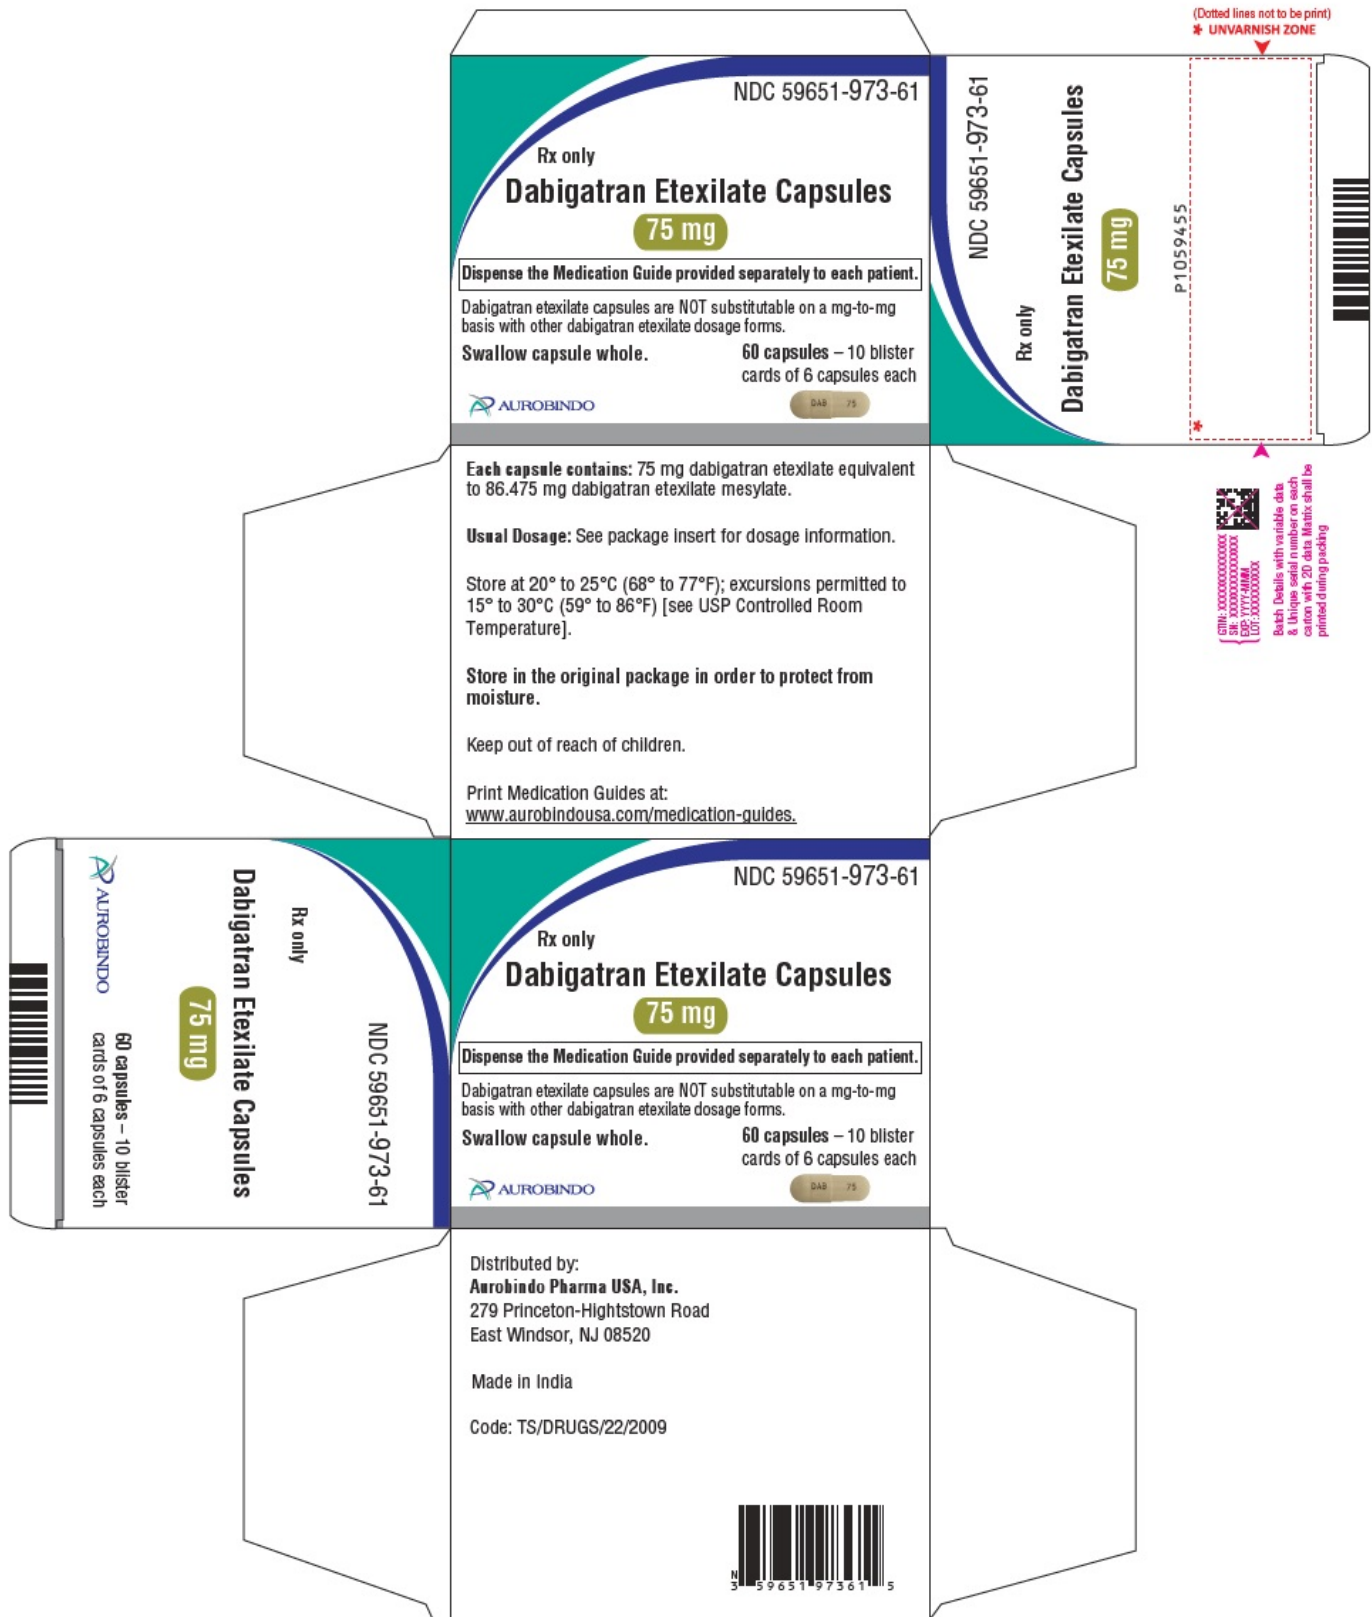 (Dotted lines not to be print)
* UNVARNISH ZONE
NDC 59651-973-61
Rx only
Dabigatran Etexilate Capsules
75 mg
Dispense the Medication Guide provided separately to each patient.
Dabigatran etexilate capsules are NOT substitutable on a mg-to-mg
basis with other dabigatran etexilate dosage forms.
Swallow capsule whole.
60 capsules – 10 blister
cards of 6 capsules each
AUROBINDO
DAB 75
NDC 59651-973-61
Rx only
Dabigatran Etexilate Capsules
75 mg
P1059455
*
GTIN: XXXXXXXXXXXXXX
SN: XXXXXXXXXXXXXX
EXP: YYYY-MMM
LOT: XXXXXXXXXX
Batch Details with variable data
& Unique serial number on each
carton with 2D data Matrix shall be
printed during packing
Each capsule contains: 75 mg dabigatran etexilate equivalent
to 86.475 mg dabigatran etexilate mesylate.
Usual Dosage: See package insert for dosage information.
Store at 20° to 25°C (68° to 77°F); excursions permitted to
15° to 30°C (59° to 86°F) [see USP Controlled Room
Temperature].
Store in the original package in order to protect from
moisture.
Keep out of reach of children.
Print Medication Guides at:
www.aurobindousa.com/medication-guides.
NDC 59651-973-61
Rx only
Dabigatran Etexilate Capsules
75 mg
AUROBINDO
60 capsules – 10 blister
cards of 6 capsules each
NDC 59651-973-61
Rx only
Dabigatran Etexilate Capsules
75 mg
Dispense the Medication Guide provided separately to each patient.
Dabigatran etexilate capsules are NOT substitutable on a mg-to-mg
basis with other dabigatran etexilate dosage forms.
Swallow capsule whole.
60 capsules – 10 blister
cards of 6 capsules each
AUROBINDO
DAB 75
Distributed by:
Aurobindo Pharma USA, Inc.
279 Princeton-Hightstown Road
East Windsor, NJ 08520
Made in India
Code: TS/DRUGS/22/2009
N
3 59651 97361 5